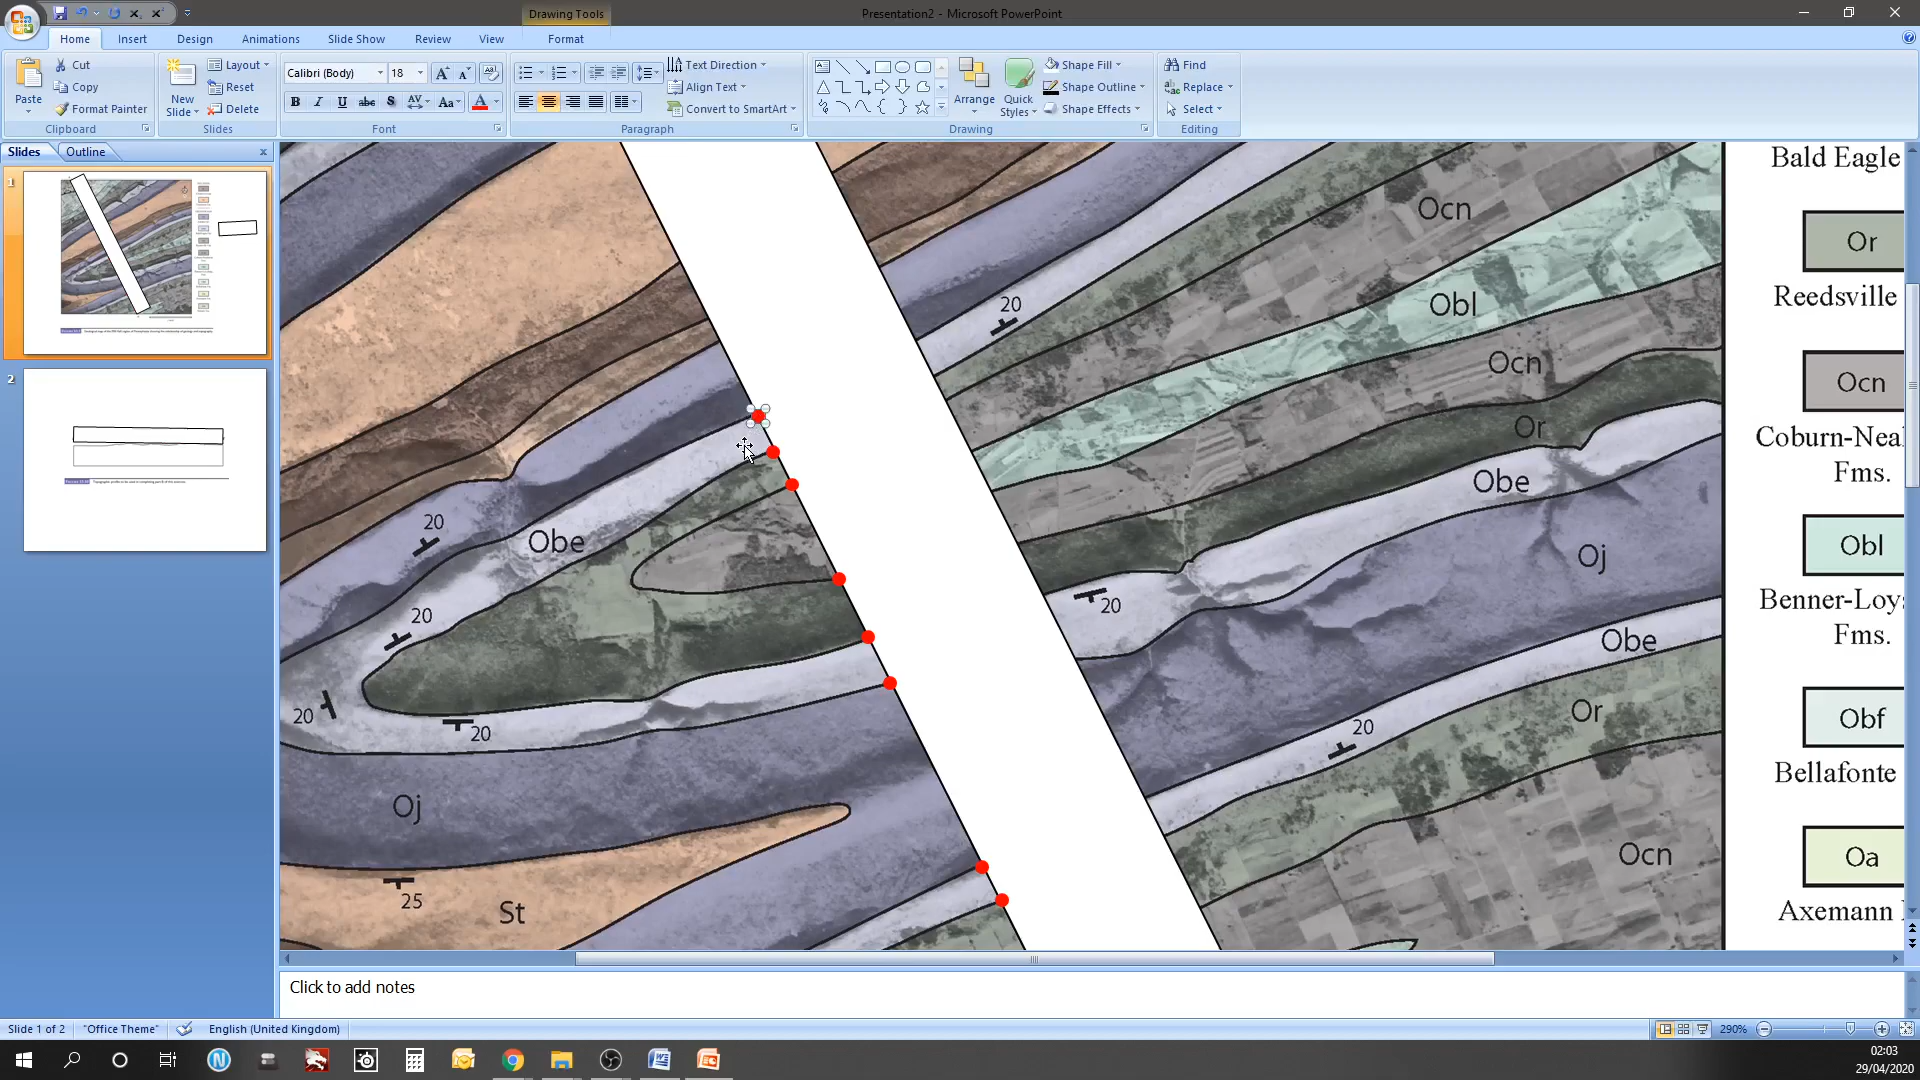 Drawing Tools
Presentation2 - Microsoft PowerPoint
Home
Insert
Design
Animations
Slide Show
Review
View
Format
Cut
Copy
Format Painter
Paste
Clipboard
New
Slide
Layout
Reset
Delete
Slides
Calibri (Body)
18
B I U abc S AV Aa A
Font
Text Direction
Align Text
Convert to SmartArt
Paragraph
Arrange
Quick
Styles
Shape Fill
Shape Outline
Shape Effects
Drawing
Find
Replace
Select
Editing
Slides
Outline
1
2
Ocn
Obl
Ocn
Or
Obe
Oj
Obe
Or
Ocn
20
20
20
20
Obe
20
20
20
Oj
25
St
Bald Eagle
Or
Reedsville
Ocn
Coburn-Nea
Fms.
Obl
Benner-Loy
Fms.
Obf
Bellafonte
Oa
Axemann
Click to add notes
Slide 1 of 2
"Office Theme"
English (United Kingdom)
290%
02:03
29/04/2020